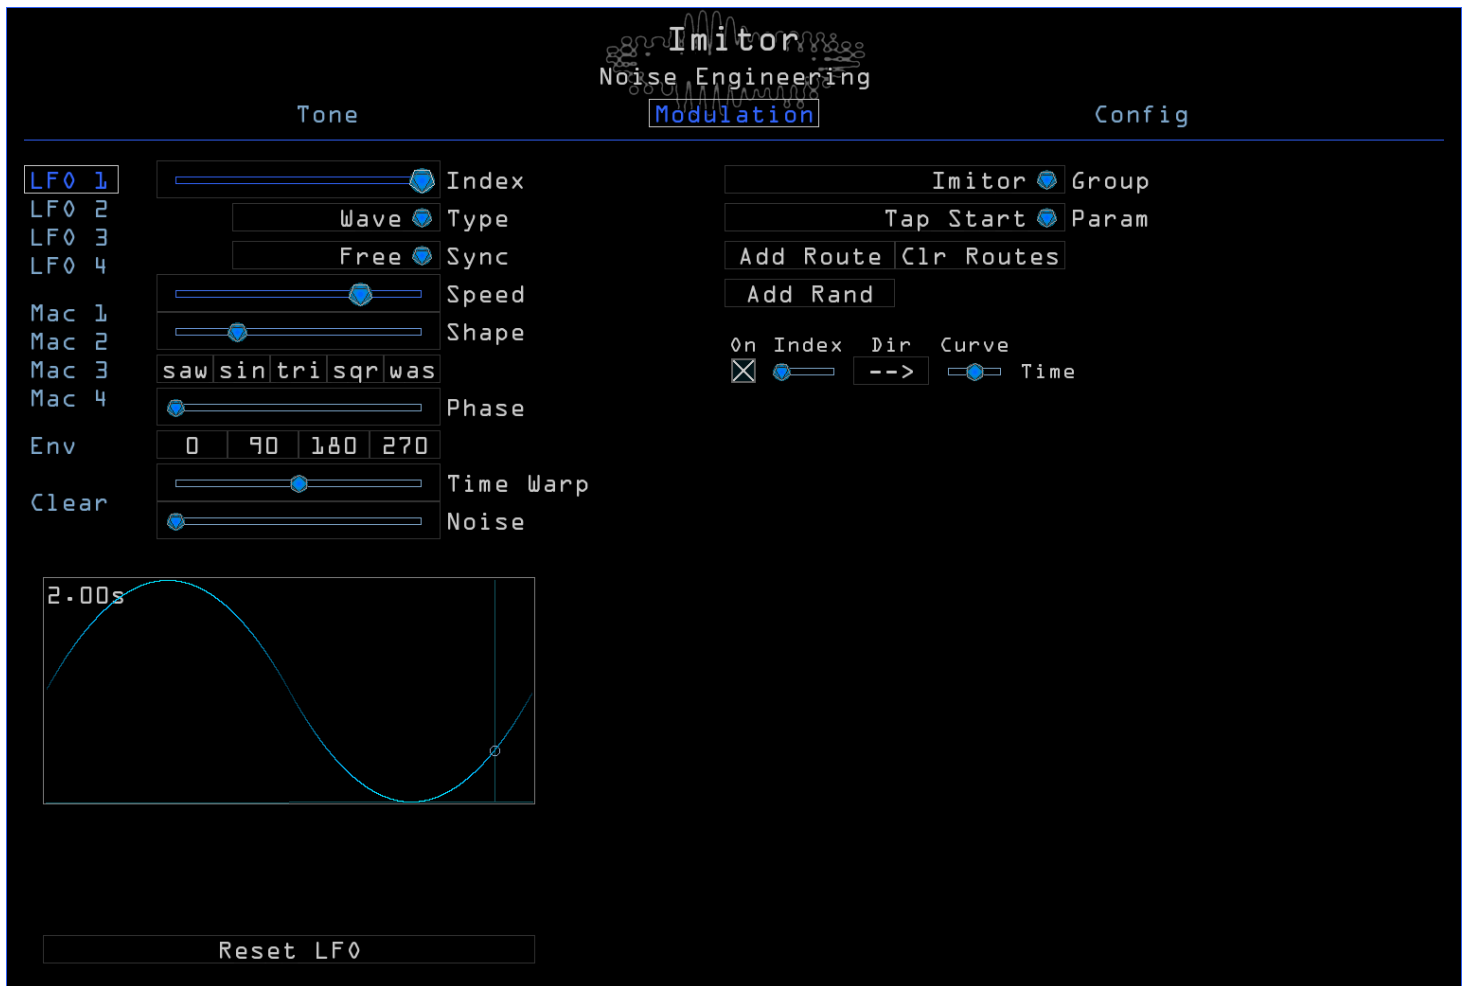 Imitor
Noise Engineering
Tone Modulation Config
LFO 1
LFO 2
LFO 3
LFO 4
Mac 1
Mac 2
Mac 3
Mac 4
Env
Clear
Index
Wave Type
Free Sync
Speed
Shape
saw sin tri sqr was
Phase
0 90 180 270
Time Warp
Noise
Imitor Group
Tap Start Param
Add Route Clr Routes
Add Rand
On Index Dir Curve
--> Time
2.00s
Reset LFO